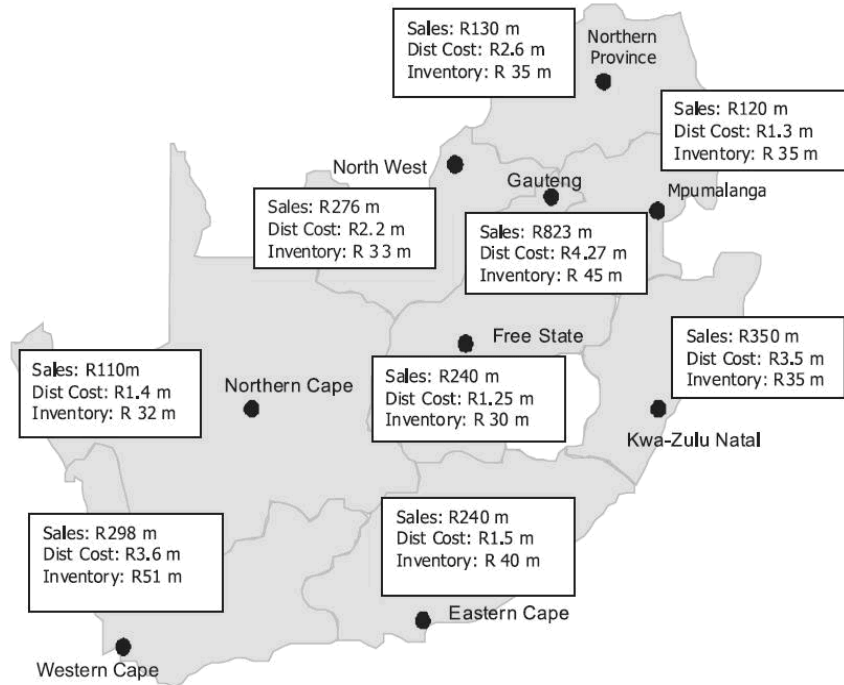 Sales: R130 m
Dist Cost: R2.6 m
Inventory: R 35 m
Northern
Province
Sales: R120 m
Dist Cost: R1.3 m
Inventory: R 35 m
North West
Gauteng
Mpumalanga
Sales: R276 m
Dist Cost: R2.2 m
Inventory: R 33 m
Sales: R823 m
Dist Cost: R4.27 m
Inventory: R 45 m
Free State
Sales: R350 m
Dist Cost: R3.5 m
Inventory: R35 m
Sales: R110m
Dist Cost: R1.4 m
Inventory: R 32 m
Northern Cape
Sales: R240 m
Dist Cost: R1.25 m
Inventory: R 30 m
Kwa-Zulu Natal
Sales: R298 m
Dist Cost: R3.6 m
Inventory: R51 m
Sales: R240 m
Dist Cost: R1.5 m
Inventory: R 40 m
Eastern Cape
Western Cape